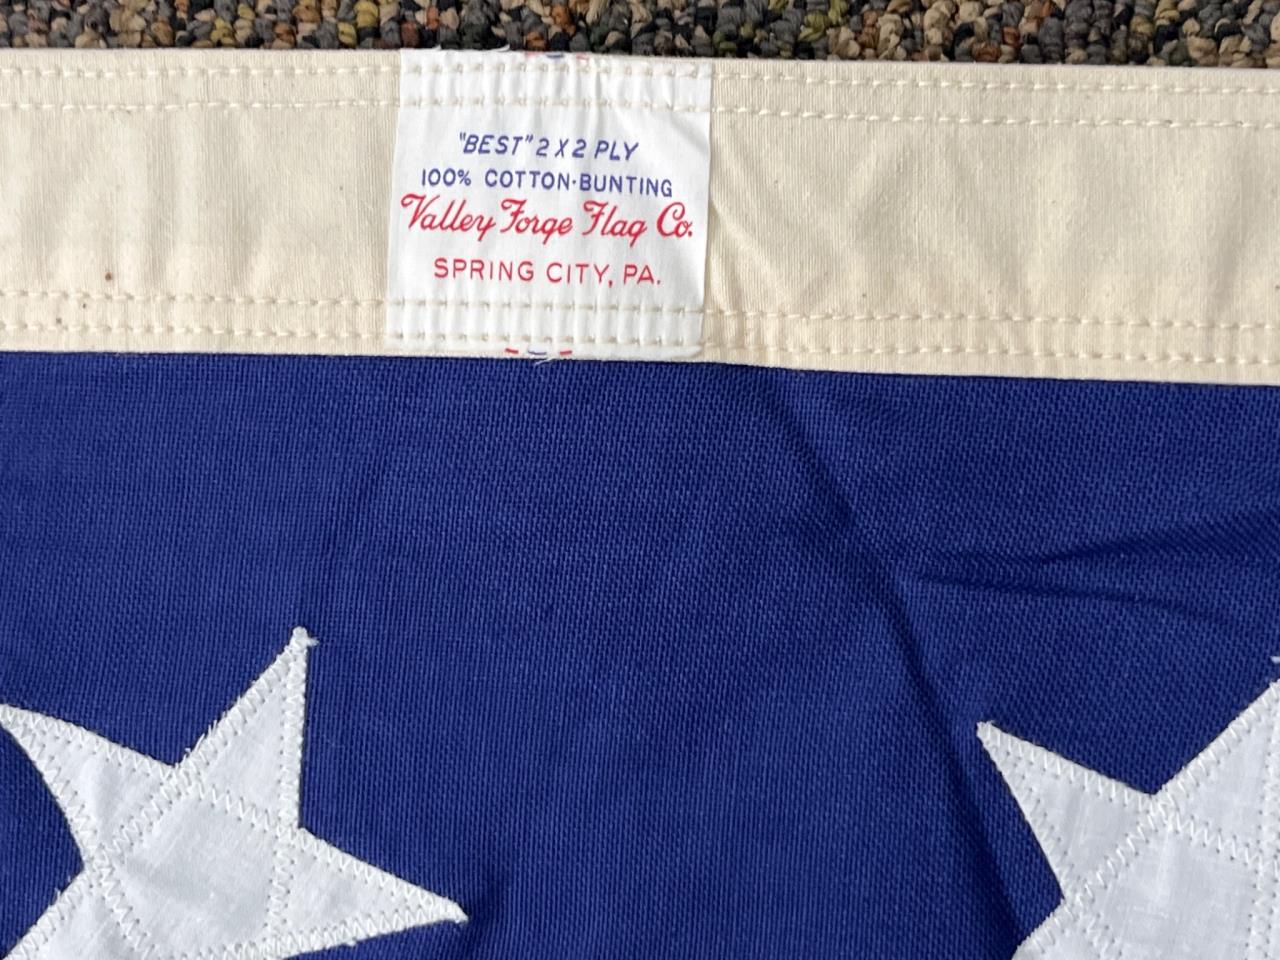 "BEST" 2 X 2 PLY
100% COTTON·BUNTING
Valley Forge Flag Co.
SPRING CITY, PA.